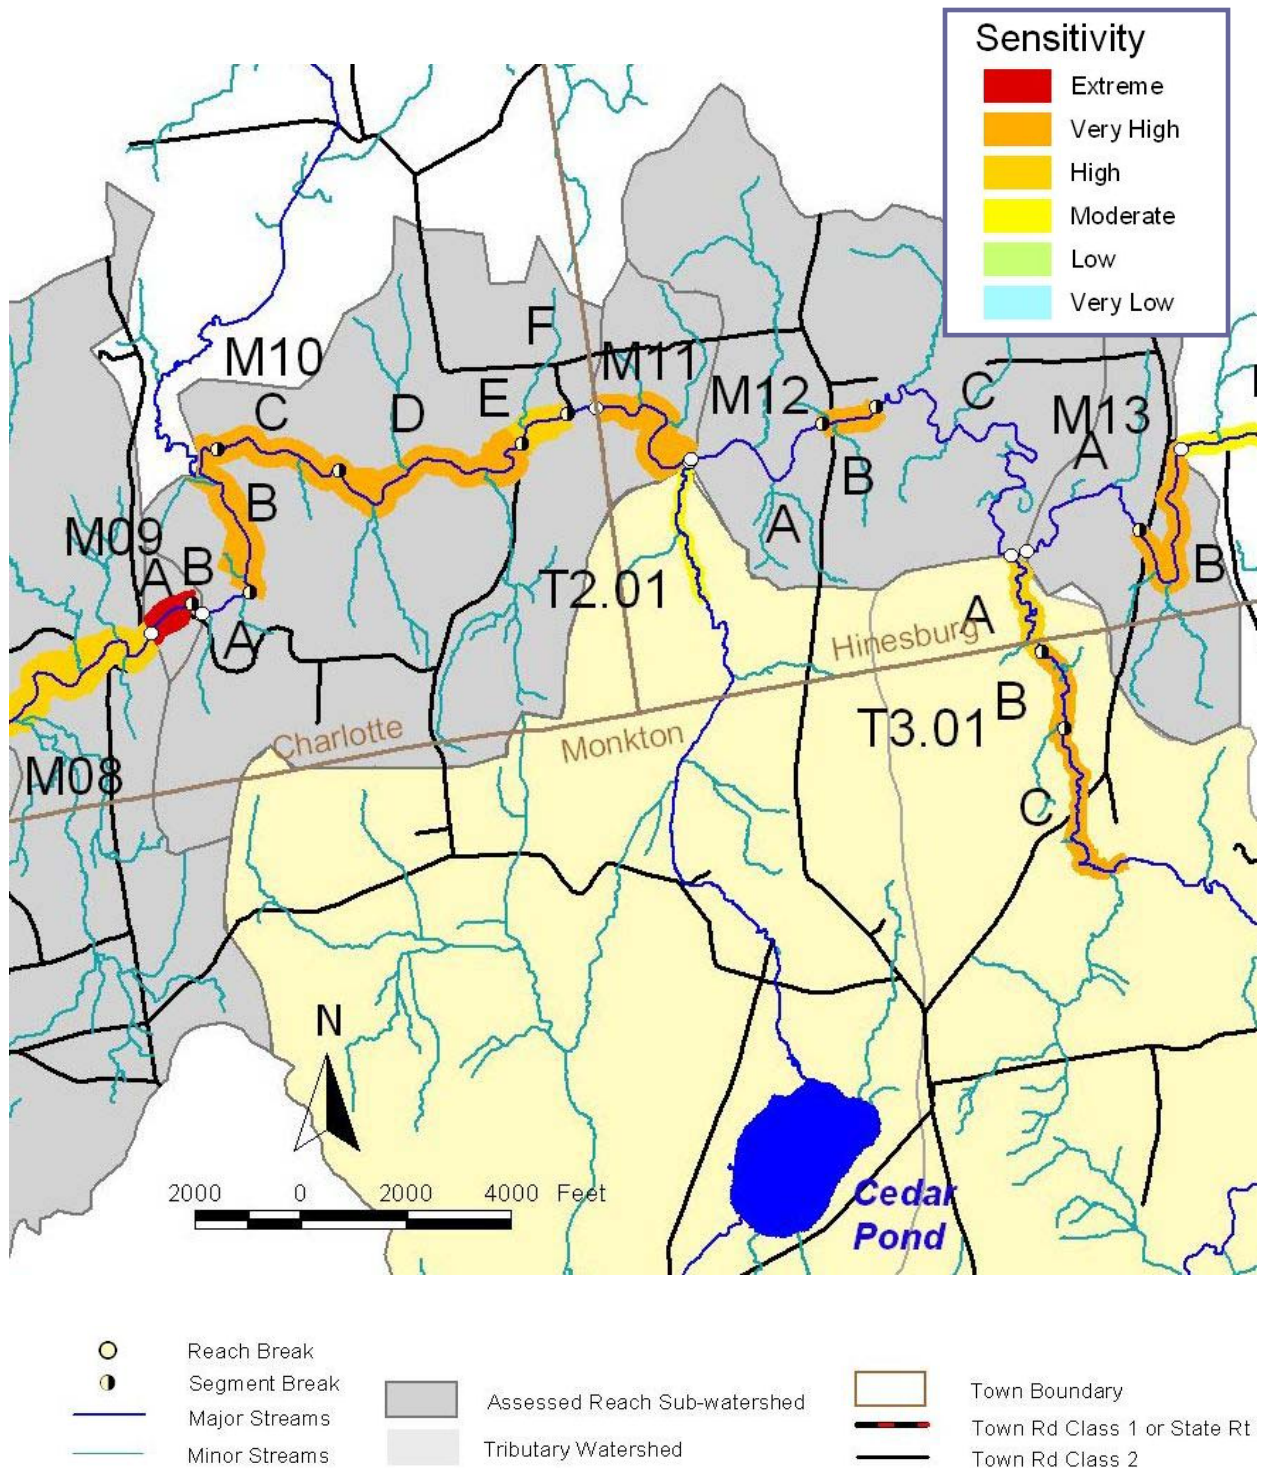 Sensitivity
Extreme
Very High
High
Moderate
Low
Very Low
F
M10
M11
C
D
E
M12
C
M13
A
B
B
A
M09
A
B
B
T2.01
A
A
Hinesburg
B
T3.01
Charlotte
Monkton
M08
C
N
2000 0 2000 4000 Feet
Cedar
Pond
Reach Break
Segment Break
Major Streams
Minor Streams
Assessed Reach Sub-watershed
Tributary Watershed
Town Boundary
Town Rd Class 1 or State Rt
Town Rd Class 2